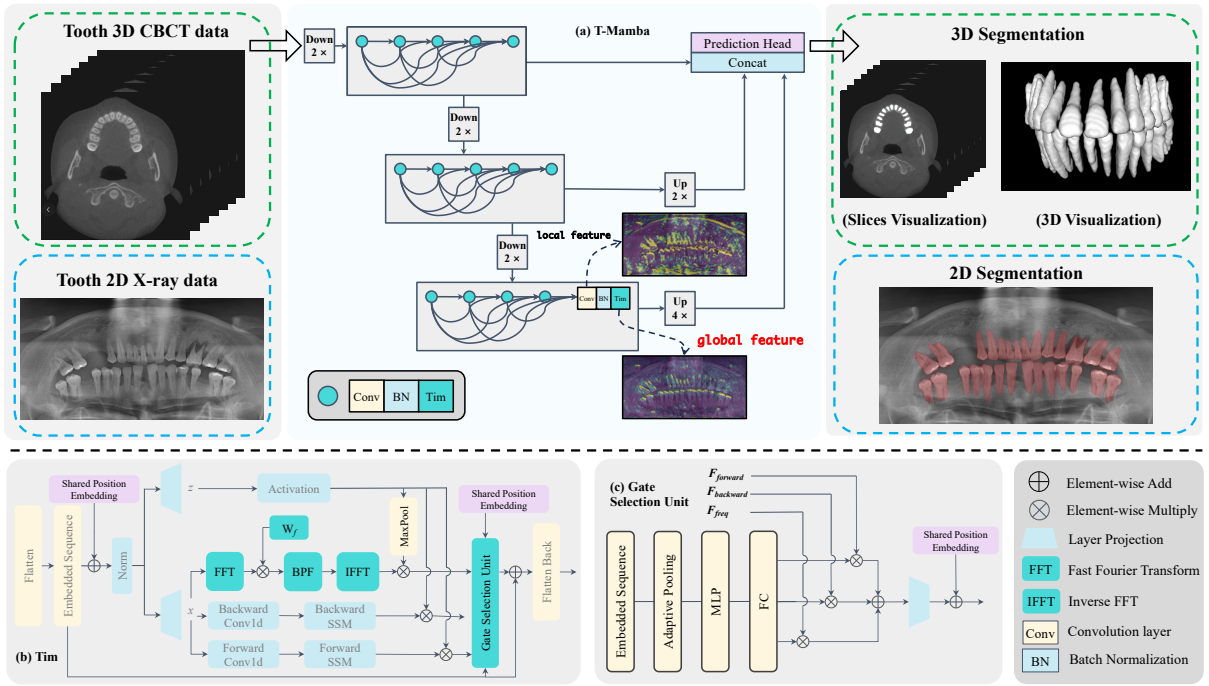 Tooth 3D CBCT data
Tooth 2D X-ray data
Down
2 ×
(a) T-Mamba
Prediction Head
Concat
Down
2 ×
Up
2 ×
Down
2 ×
local feature
Conv
BN
Tim
Up
4 ×
global feature
Conv
BN
Tim
3D Segmentation
(Slices Visualization)
(3D Visualization)
2D Segmentation
Shared Position
Embedding
Flatten
Embedded Sequence
Norm
z
Activation
MaxPool
W_f
FFT
BPF
IFFT
x
Backward
Conv1d
Backward
SSM
Forward
Conv1d
Forward
SSM
Shared Position
Embedding
Gate Selection Unit
Flatten Back
(b) Tim
(c) Gate
Selection Unit
F_forward
F_backward
F_freq
Embedded Sequence
Adaptive Pooling
MLP
FC
Shared Position
Embedding
Element-wise Add
Element-wise Multiply
Layer Projection
FFT
Fast Fourier Transform
IFFT
Inverse FFT
Conv
Convolution layer
BN
Batch Normalization